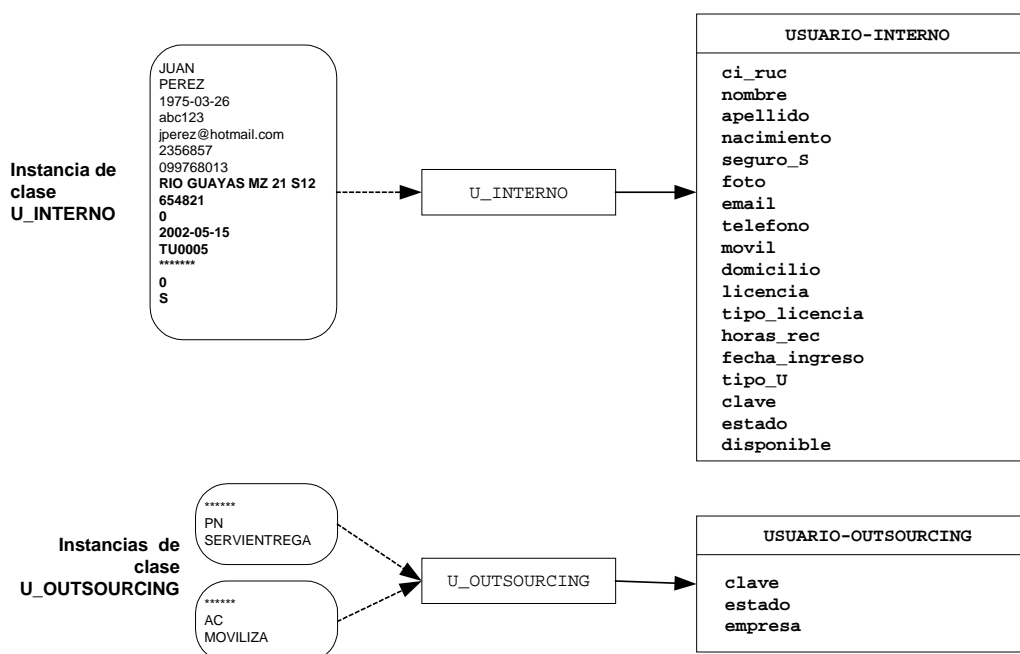 Instancia de
clase
U_INTERNO
JUAN
PEREZ
1975-03-26
abc123
jperez@hotmail.com
2356857
099768013
RIO GUAYAS MZ 21 S12
654821
0
2002-05-15
TU0005
*******
0
S
U_INTERNO
USUARIO-INTERNO
ci_ruc
nombre
apellido
nacimiento
seguro_S
foto
email
telefono
movil
domicilio
licencia
tipo_licencia
horas_rec
fecha_ingreso
tipo_U
clave
estado
disponible
Instancias de
clase
U_OUTSOURCING
******
PN
SERVIENTREGA
******
AC
MOVILIZA
U_OUTSOURCING
USUARIO-OUTSOURCING
clave
estado
empresa